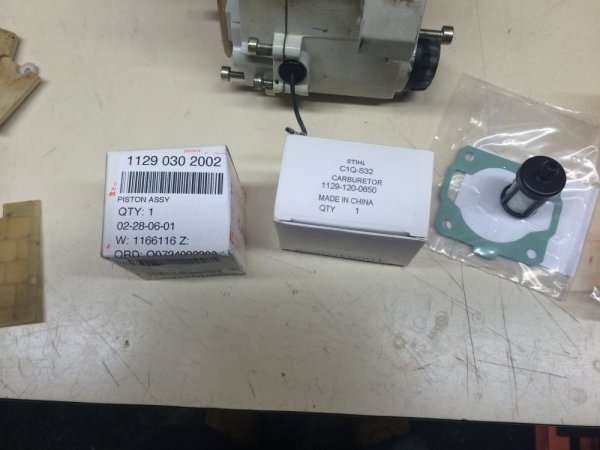 Germany
1129 030 2002
PISTON ASSY
QTY: 1
02-28-06-01
W: 1166116 Z:
STIHL
C1Q-S32
CARBURETOR
1129-120-0650
MADE IN CHINA
QTY 1